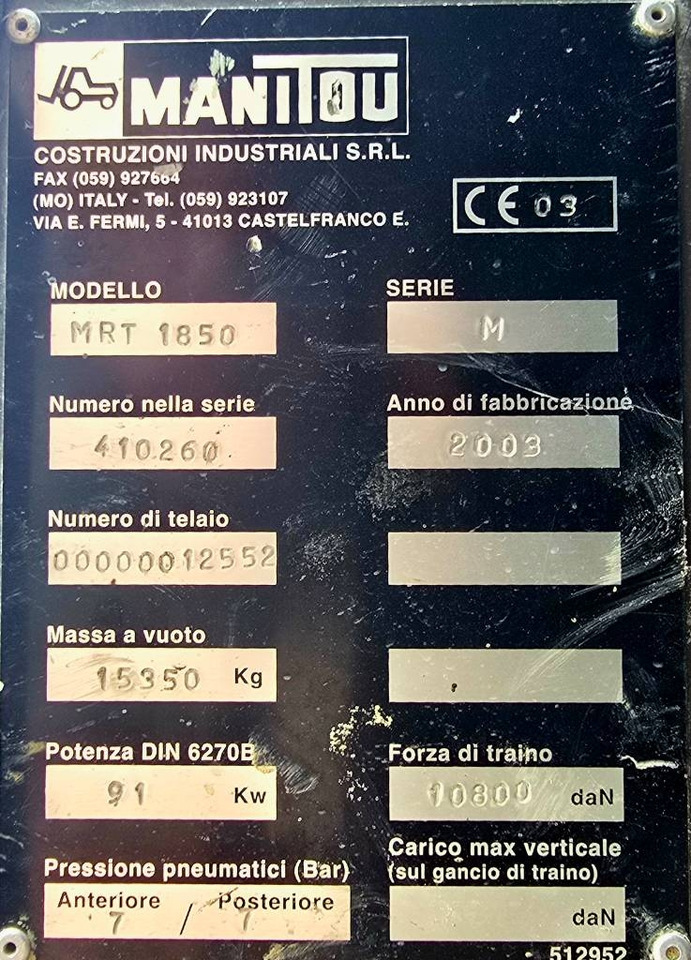 MANITOU
COSTRUZIONI INDUSTRIALI S.R.L.
FAX (059) 927664
(MO) ITALY - Tel. (059) 923107
VIA E. FERMI, 5 - 41013 CASTELFRANCO E.
CE 03
MODELLO
MRT 1850
SERIE
M
Numero nella serie
410260
Anno di fabbricazione
2003
Numero di telaio
00000012552
Massa a vuoto
15350 Kg
Potenza DIN 6270B
91 Kw
Forza di traino
10800 daN
Pressione pneumatici (Bar)
Anteriore / Posteriore
7 7
Carico max verticale
(sul gancio di traino)
daN
512952